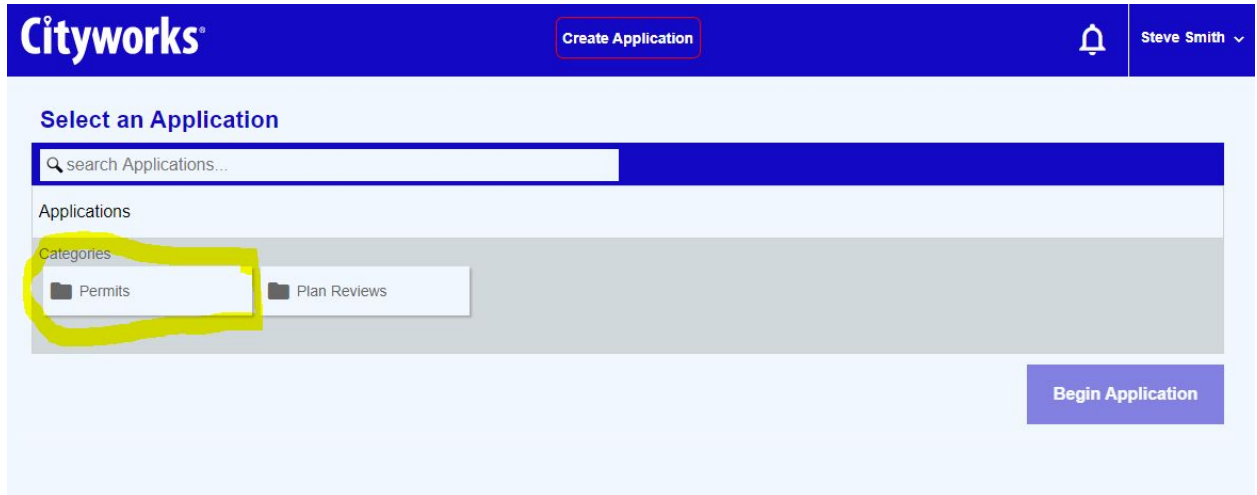 Cityworks®
Create Application
Steve Smith
Select an Application
search Applications...
Applications
Categories
Permits
Plan Reviews
Begin Application